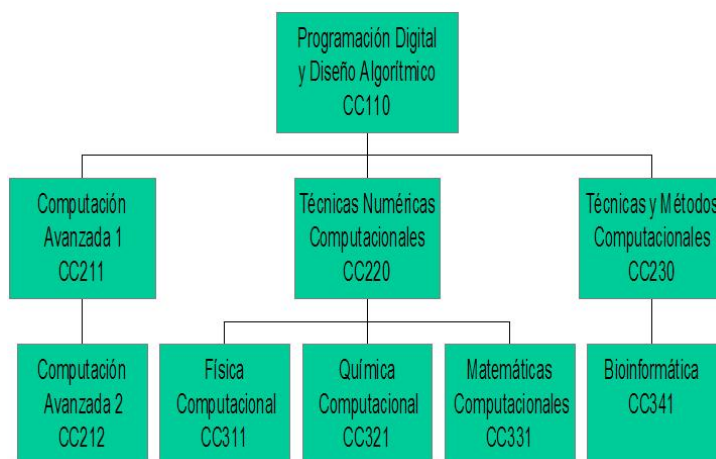 Programación Digital
y Diseño Algorítmico
CC110
Computación
Avanzada 1
CC211
Técnicas Numéricas
Computacionales
CC220
Técnicas y Métodos
Computacionales
CC230
Computación
Avanzada 2
CC212
Física
Computacional
CC311
Química
Computacional
CC321
Matemáticas
Computacionales
CC331
Bioinformática
CC341